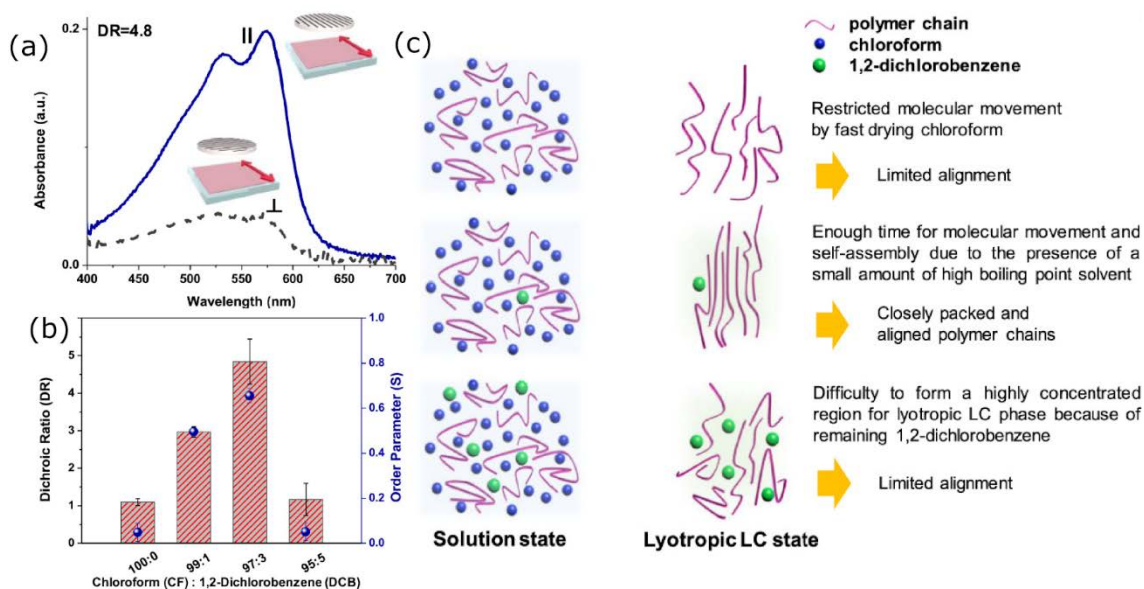 (a)
DR=4.8
||
⊥
0.2
0.1
0.0
Absorbance (a.u.)
400 450 500 550 600 650 700
Wavelength (nm)
(b)
5
4
3
2
1
0
Dichroic Ratio (DR)
1.0
0.8
0.6
0.4
0.2
0.0
Order Parameter (S)
100:0 99:1 97:3 95:5
Chloroform (CF) : 1,2-Dichlorobenzene (DCB)
(c)
polymer chain
chloroform
1,2-dichlorobenzene
Restricted molecular movement
by fast drying chloroform
Limited alignment
Enough time for molecular movement and
self-assembly due to the presence of a
small amount of high boiling point solvent
Closely packed and
aligned polymer chains
Difficulty to form a highly concentrated
region for lyotropic LC phase because of
remaining 1,2-dichlorobenzene
Limited alignment
Solution state
Lyotropic LC state